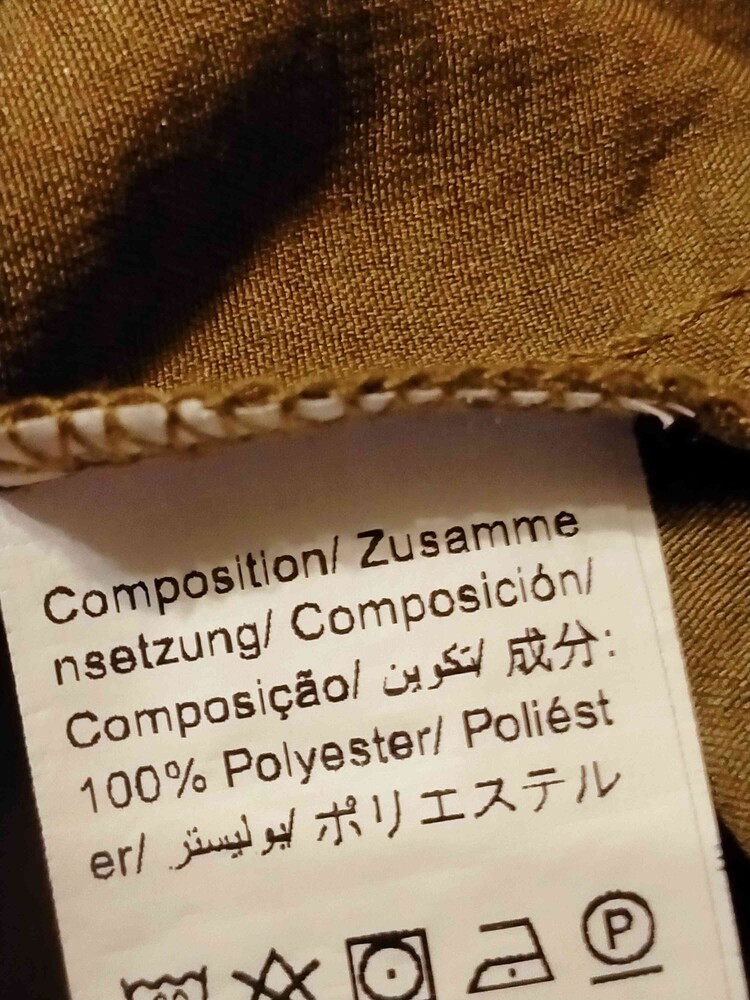 Composition/ Zusamme
nsetzung/ Composición/
Composição/ تكوين/ 成分:
100% Polyester/ Poliést
er/ بوليستر/ ポリエステル
P